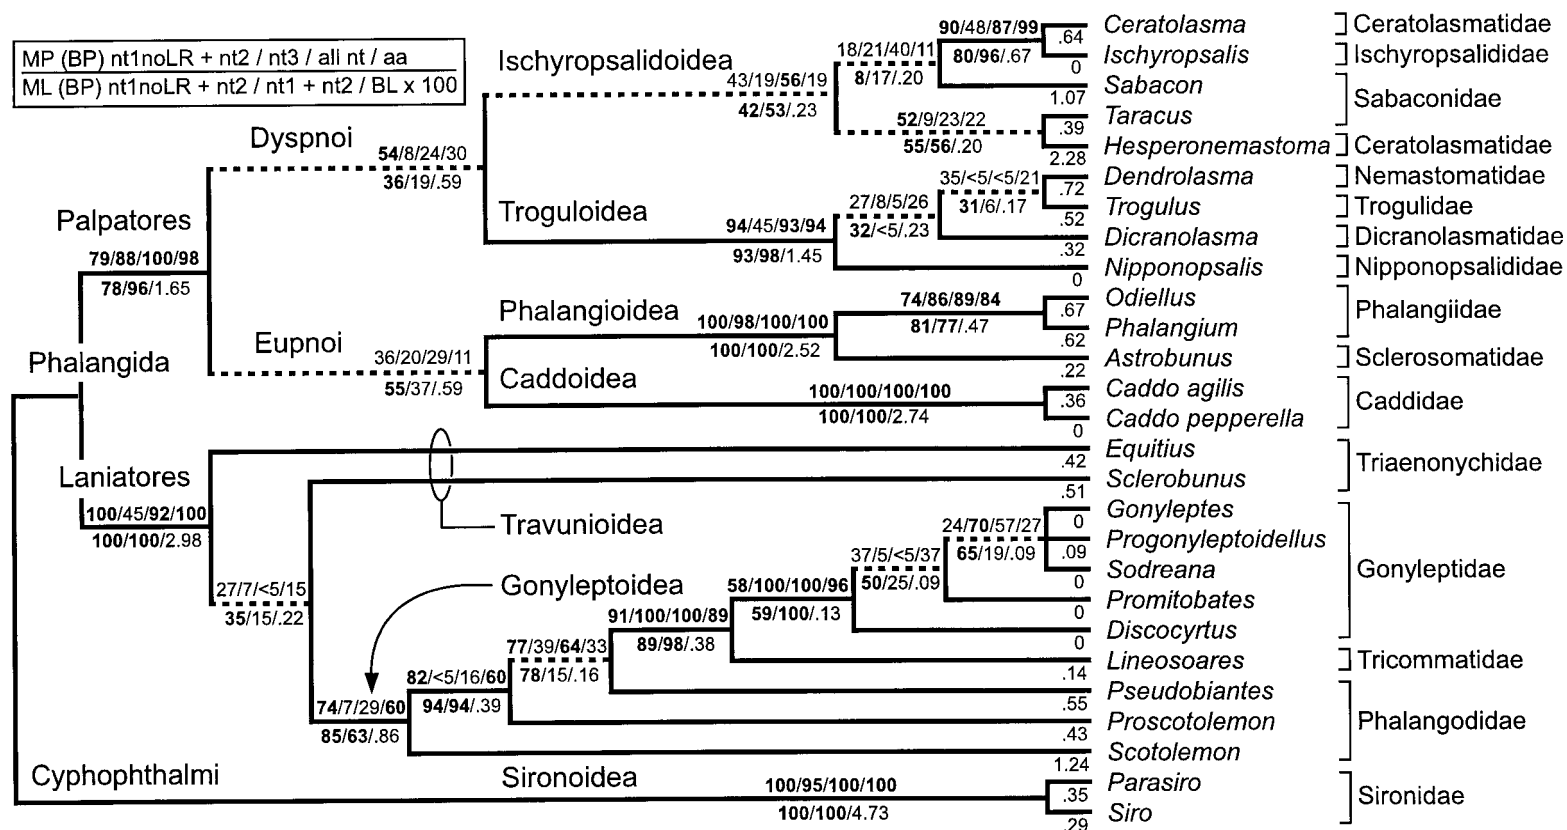 MP (BP) nt1noLR + nt2 / nt3 / all nt / aa
ML (BP) nt1noLR + nt2 / nt1 + nt2 / BL x 100
Ischyropsalidoidea
43/19/56/19
42/53/.23
18/21/40/11
8/17/.20
90/48/87/99
80/96/.67
Ceratolasma
.64
Ceratolasmatidae
Ischyropsalis
0
Ischyropsalididae
Sabacon
1.07
Sabaconidae
52/9/23/22
55/56/.20
Taracus
.39
Hesperonemastoma
2.28
Ceratolasmatidae
Dyspnoi
54/8/24/30
36/19/.59
Troguloidea
94/45/93/94
93/98/1.45
27/8/5/26
32/<5/.23
35/<5/<5/21
31/6/.17
Dendrolasma
.72
Nemastomatidae
Trogulus
.52
Trogulidae
Dicranolasma
.32
Dicranolasmatidae
Nipponopsalis
0
Nipponopsalididae
Palpatores
79/88/100/98
78/96/1.65
Phalangida
Eupnoi
36/20/29/11
55/37/.59
Phalangioidea
100/98/100/100
100/100/2.52
74/86/89/84
81/77/.47
Odiellus
.67
Phalangium
.62
Phalangiidae
Astrobunus
.22
Sclerosomatidae
Caddoidea
100/100/100/100
100/100/2.74
Caddo agilis
.36
Caddo pepperella
0
Caddidae
Laniatores
100/45/92/100
100/100/2.98
Equitius
.42
Sclerobunus
.51
Triaenonychidae
Travunioidea
27/7/<5/15
35/15/.22
Gonyleptoidea
74/7/29/60
85/63/.86
82/<5/16/60
94/94/.39
77/39/64/33
78/15/.16
91/100/100/89
89/98/.38
58/100/100/96
59/100/.13
37/5/<5/37
50/25/.09
24/70/57/27
65/19/.09
Gonyleptes
0
Progonyleptoidellus
.09
Sodreana
0
Promitobates
0
Discocyrtus
0
Gonyleptidae
Lineosoares
.14
Tricommatidae
Pseudobiantes
.55
Proscotolemon
.43
Scotolemon
1.24
Phalangodidae
Cyphophthalmi
Sironoidea
100/95/100/100
100/100/4.73
Parasiro
.35
Siro
.29
Sironidae